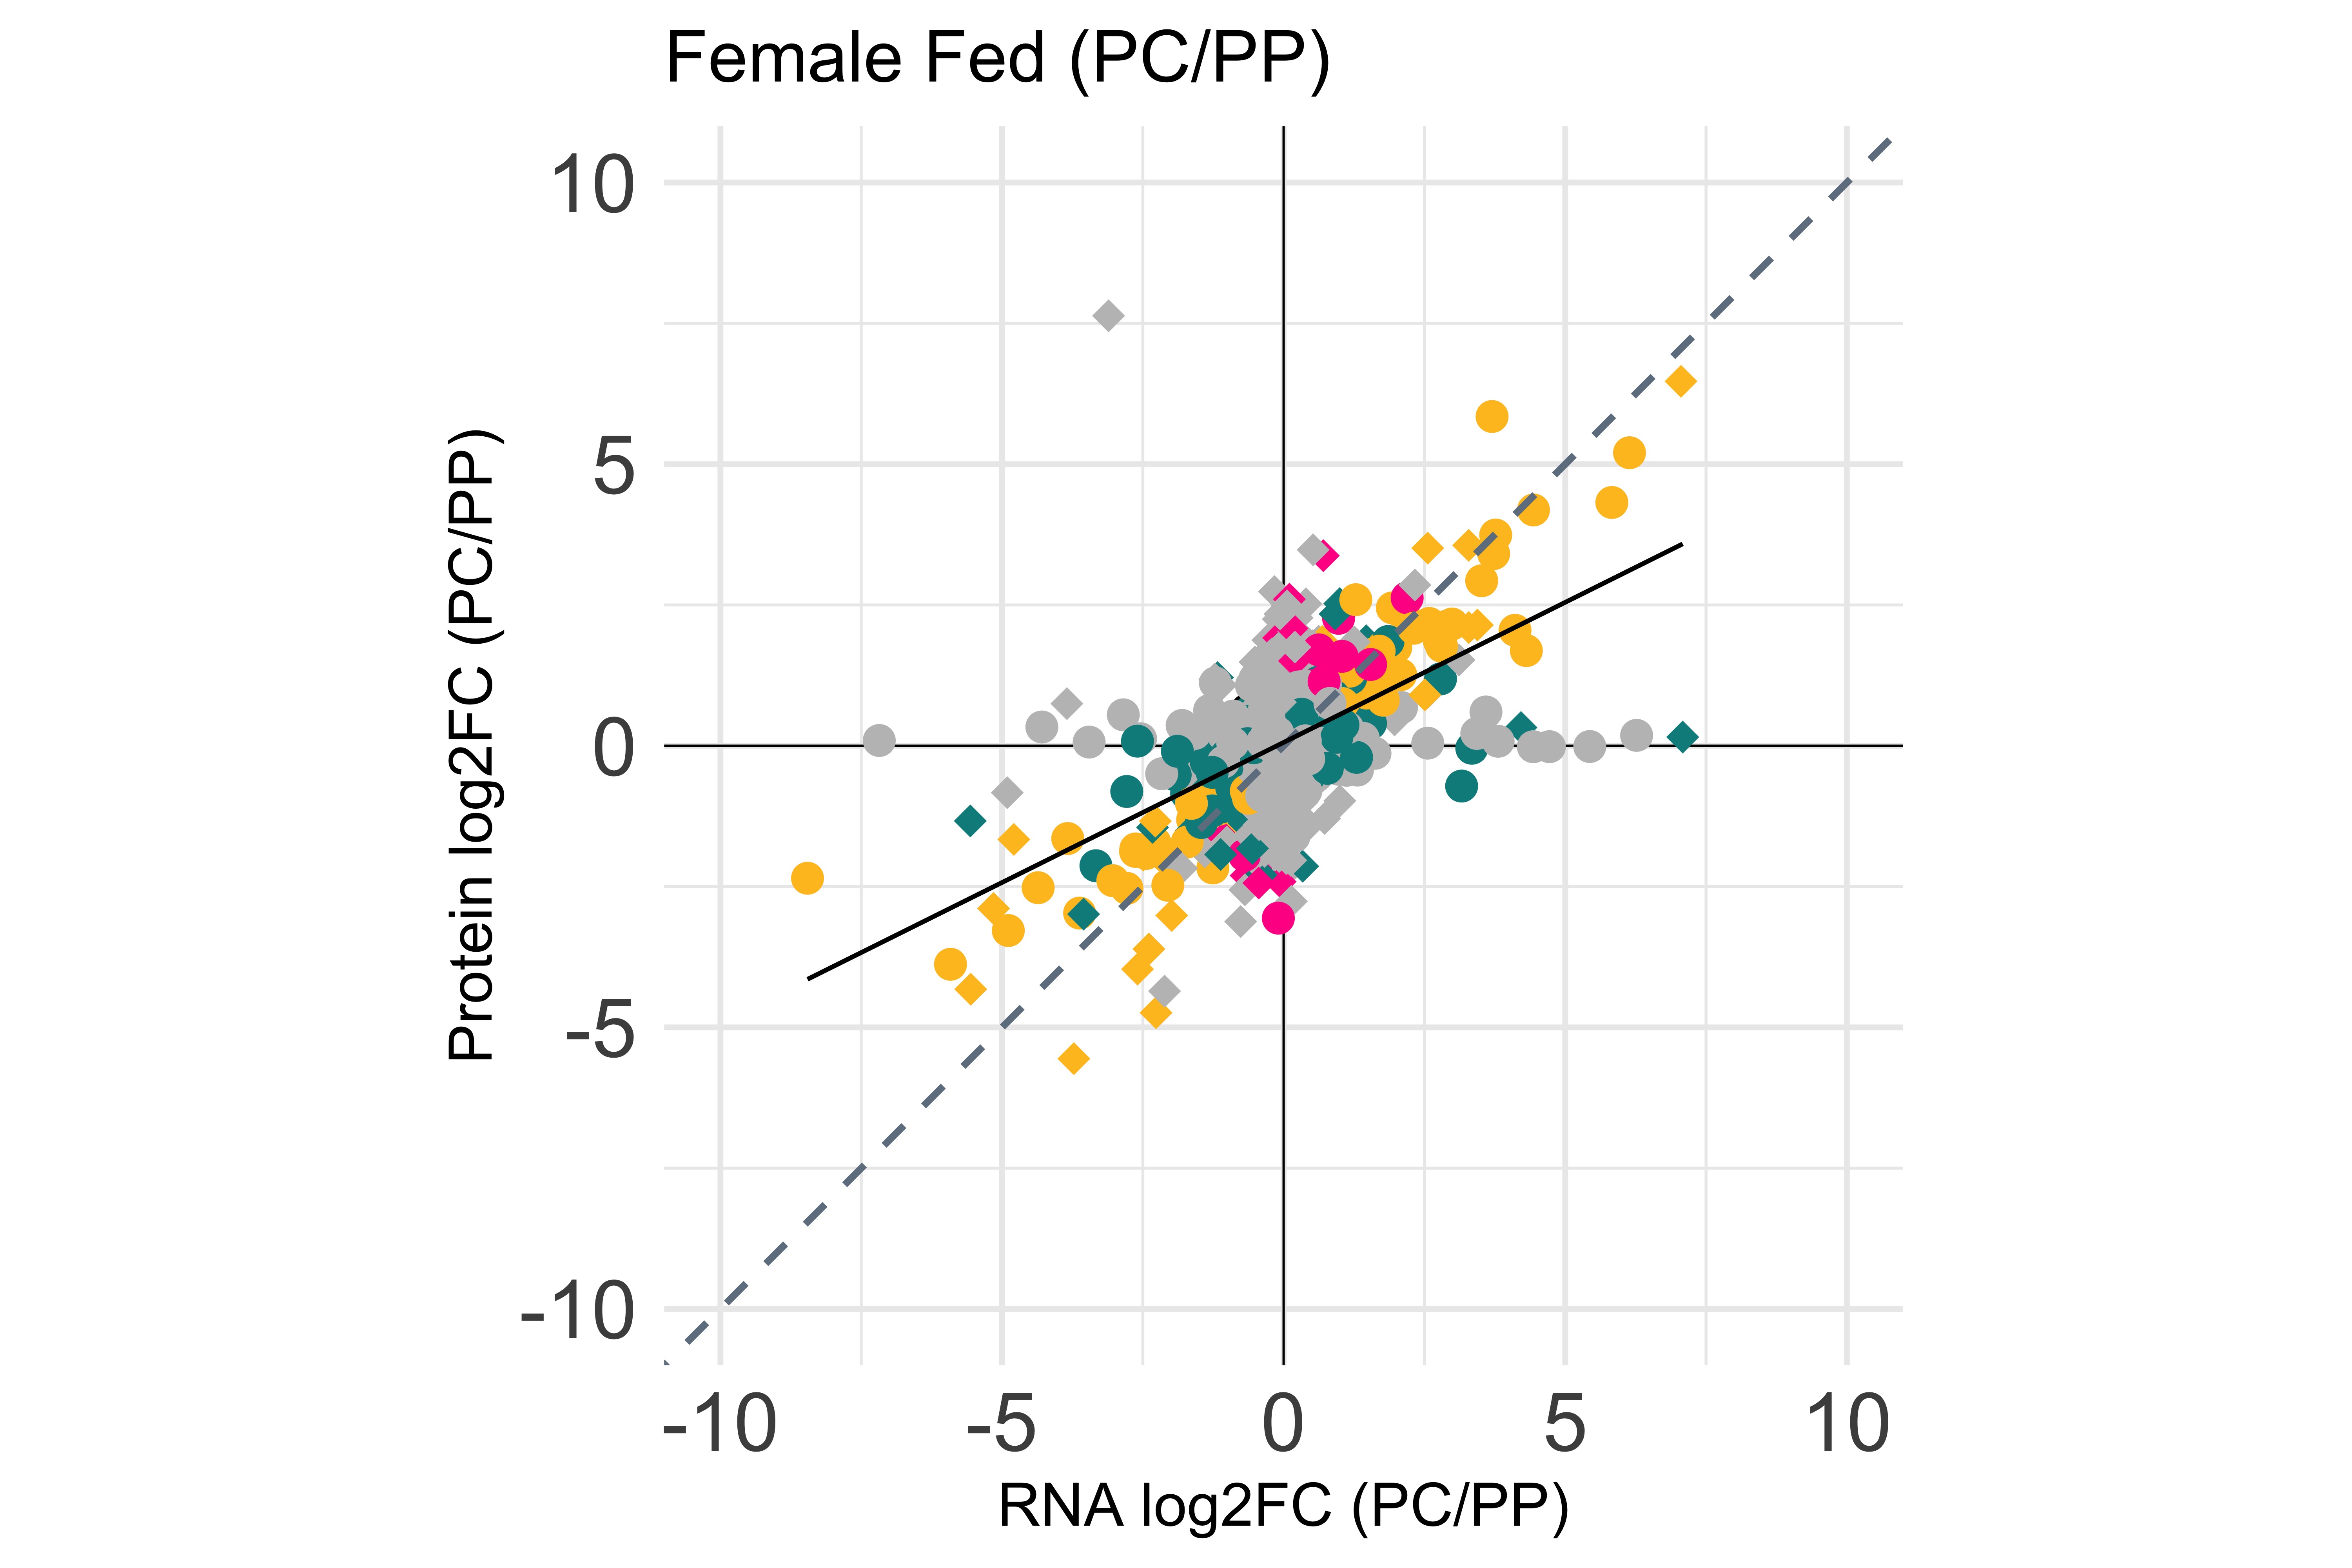 Female Fed (PC/PP)
10
5
0
-5
-10
Protein log2FC (PC/PP)
-10 -5 0 5 10
RNA log2FC (PC/PP)